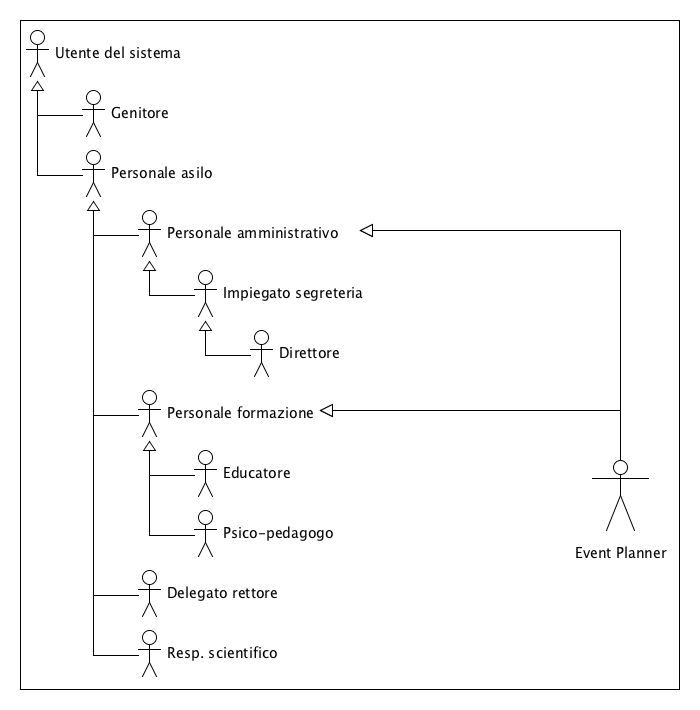 Utente del sistema
Genitore
Personale asilo
Personale amministrativo
Impiegato segreteria
Direttore
Personale formazione
Educatore
Psico-pedagogo
Event Planner
Delegato rettore
Resp. scientifico